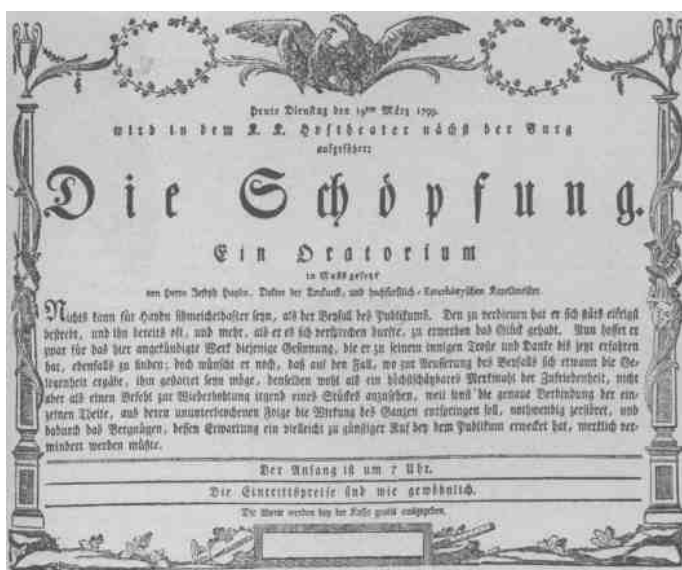 Heute Dienstag den 19ten März 1799.
wird in dem K. K. Hoftheater nächst der Burg
aufgeführt:
Die Schöpfung.
Ein Oratorium
in Musik gesetzt
von Herrn Joseph Haydn, Doktor der Tonkunst, und hochfürstlich-Esterházyschen Kapellmeister.
Nichts kann für Haydn schmeichelhafter seyn, als der Beyfall des Publikums. Den zu verdienen hat er sich stäts eifrigst
bestrebt, und ihn bereits oft, und mehr, als er es sich versprechen durfte, zu erwerben das Glück gehabt. Nun hoffet er
zwar für das hier angekündigte Werk diejenige Gesinnung, die er zu seinem innigen Troste und Danke bis jetzt erfahren
hat, ebenfalls zu finden; doch wünscht er noch, daß auf den Fall, wo zur Aeusserung des Beyfalls sich etwann die Ge-
legenheit ergäbe, ihm gestattet seyn möge, denselben wohl als ein höchstschätzbares Merkmahl der Zufriedenheit, nicht
aber als einen Befehl zur Wiederhohlung irgend eines Stückes anzusehen, weil sonst die genaue Verbindung der ein-
zelnen Theile, aus deren ununterbrochenen Folge die Wirkung des Ganzen entspringen soll, nothwendig zerstöret, und
dadurch das Vergnügen, dessen Erwartung ein vielleicht zu günstiger Ruf bey dem Publikum erwecket hat, merklich ver-
mindert werden müßte.
Der Anfang ist um 7 Uhr.
Die Eintrittspreise sind wie gewöhnlich.
Die Worte werden bey der Kasse gratis ausgegeben.